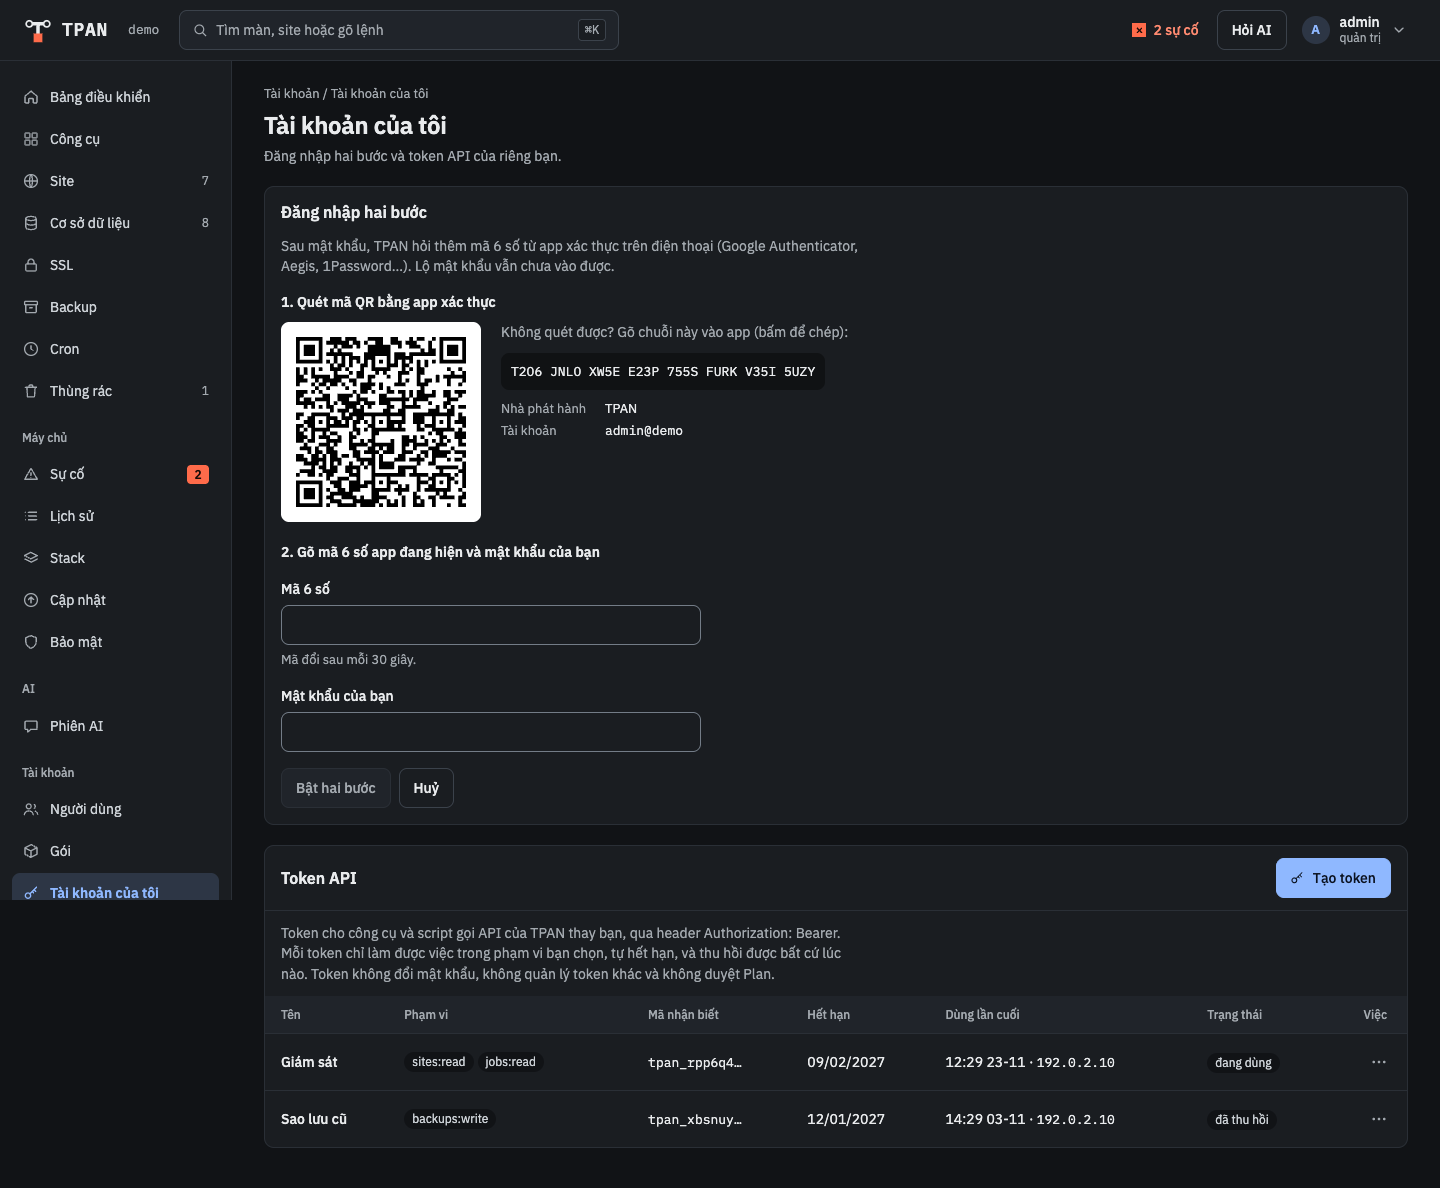 TPAN
demo
Tìm màn, site hoặc gõ lệnh
⌘K
2 sự cố
Hỏi AI
A
admin
quản trị
Bảng điều khiển
Công cụ
Site 7
Cơ sở dữ liệu 8
SSL
Backup
Cron
Thùng rác 1
Máy chủ
Sự cố 2
Lịch sử
Stack
Cập nhật
Bảo mật
AI
Phiên AI
Tài khoản
Người dùng
Gói
Tài khoản của tôi
Tài khoản / Tài khoản của tôi
Tài khoản của tôi
Đăng nhập hai bước và token API của riêng bạn.
Đăng nhập hai bước
Sau mật khẩu, TPAN hỏi thêm mã 6 số từ app xác thực trên điện thoại (Google Authenticator,
Aegis, 1Password...). Lộ mật khẩu vẫn chưa vào được.
1. Quét mã QR bằng app xác thực
Không quét được? Gõ chuỗi này vào app (bấm để chép):
T2O6 JNLO XW5E E23P 755S FURK V35I 5UZY
Nhà phát hành TPAN
Tài khoản admin@demo
2. Gõ mã 6 số app đang hiện và mật khẩu của bạn
Mã 6 số
Mã đổi sau mỗi 30 giây.
Mật khẩu của bạn
Bật hai bước
Huỷ
Token API
Tạo token
Token cho công cụ và script gọi API của TPAN thay bạn, qua header Authorization: Bearer.
Mỗi token chỉ làm được việc trong phạm vi bạn chọn, tự hết hạn, và thu hồi được bất cứ lúc
nào. Token không đổi mật khẩu, không quản lý token khác và không duyệt Plan.
Tên Phạm vi Mã nhận biết Hết hạn Dùng lần cuối Trạng thái Việc
Giám sát sites:read jobs:read tpan_rpp6q4… 09/02/2027 12:29 23-11 · 192.0.2.10 đang dùng ···
Sao lưu cũ backups:write tpan_xbsnuy… 12/01/2027 14:29 03-11 · 192.0.2.10 đã thu hồi ···